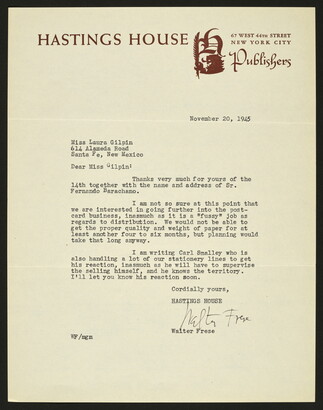 HASTINGS HOUSE
67 WEST 44TH STREET
NEW YORK CITY
Publishers
November 20, 1945
Miss Laura Gilpin
614 Alameda Road
Santa Fe, New Mexico
Dear Miss Gilpin:
Thanks very much for yours of the
14th together with the name and address of Sr.
Fernando Barachano.
I am not so sure at this point that
we are interested in going further into the post-
card business, inasmuch as it is a "fussy" job as
regards to distribution. We would not be able to
get the proper quality and weight of paper for at
least another four to six months, but planning would
take that long anyway.
I am writing Carl Smalley who is
also handling a lot of our stationery lines to get
his reaction, inasmuch as he will have to supervise
the selling himself, and he knows the territory.
I'll let you know his reaction soon.
Cordially yours,
HASTINGS HOUSE
Walter Frese
Walter Frese
WF/mgm